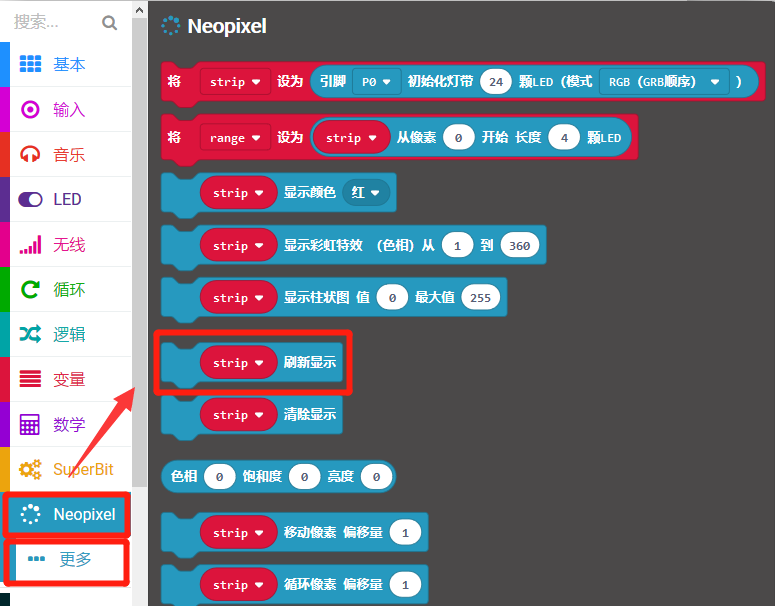 搜索...
基本
输入
音乐
LED
无线
循环
逻辑
变量
数学
SuperBit
Neopixel
更多
Neopixel
将 strip 设为 引脚 P0 初始化灯带 24 颗LED (模式 RGB (GRB顺序) )
将 range 设为 strip 从像素 0 开始 长度 4 颗LED
strip 显示颜色 红
strip 显示彩虹特效 (色相) 从 1 到 360
strip 显示柱状图 值 0 最大值 255
strip 刷新显示
strip 清除显示
色相 0 饱和度 0 亮度 0
strip 移动像素 偏移量 1
strip 循环像素 偏移量 1